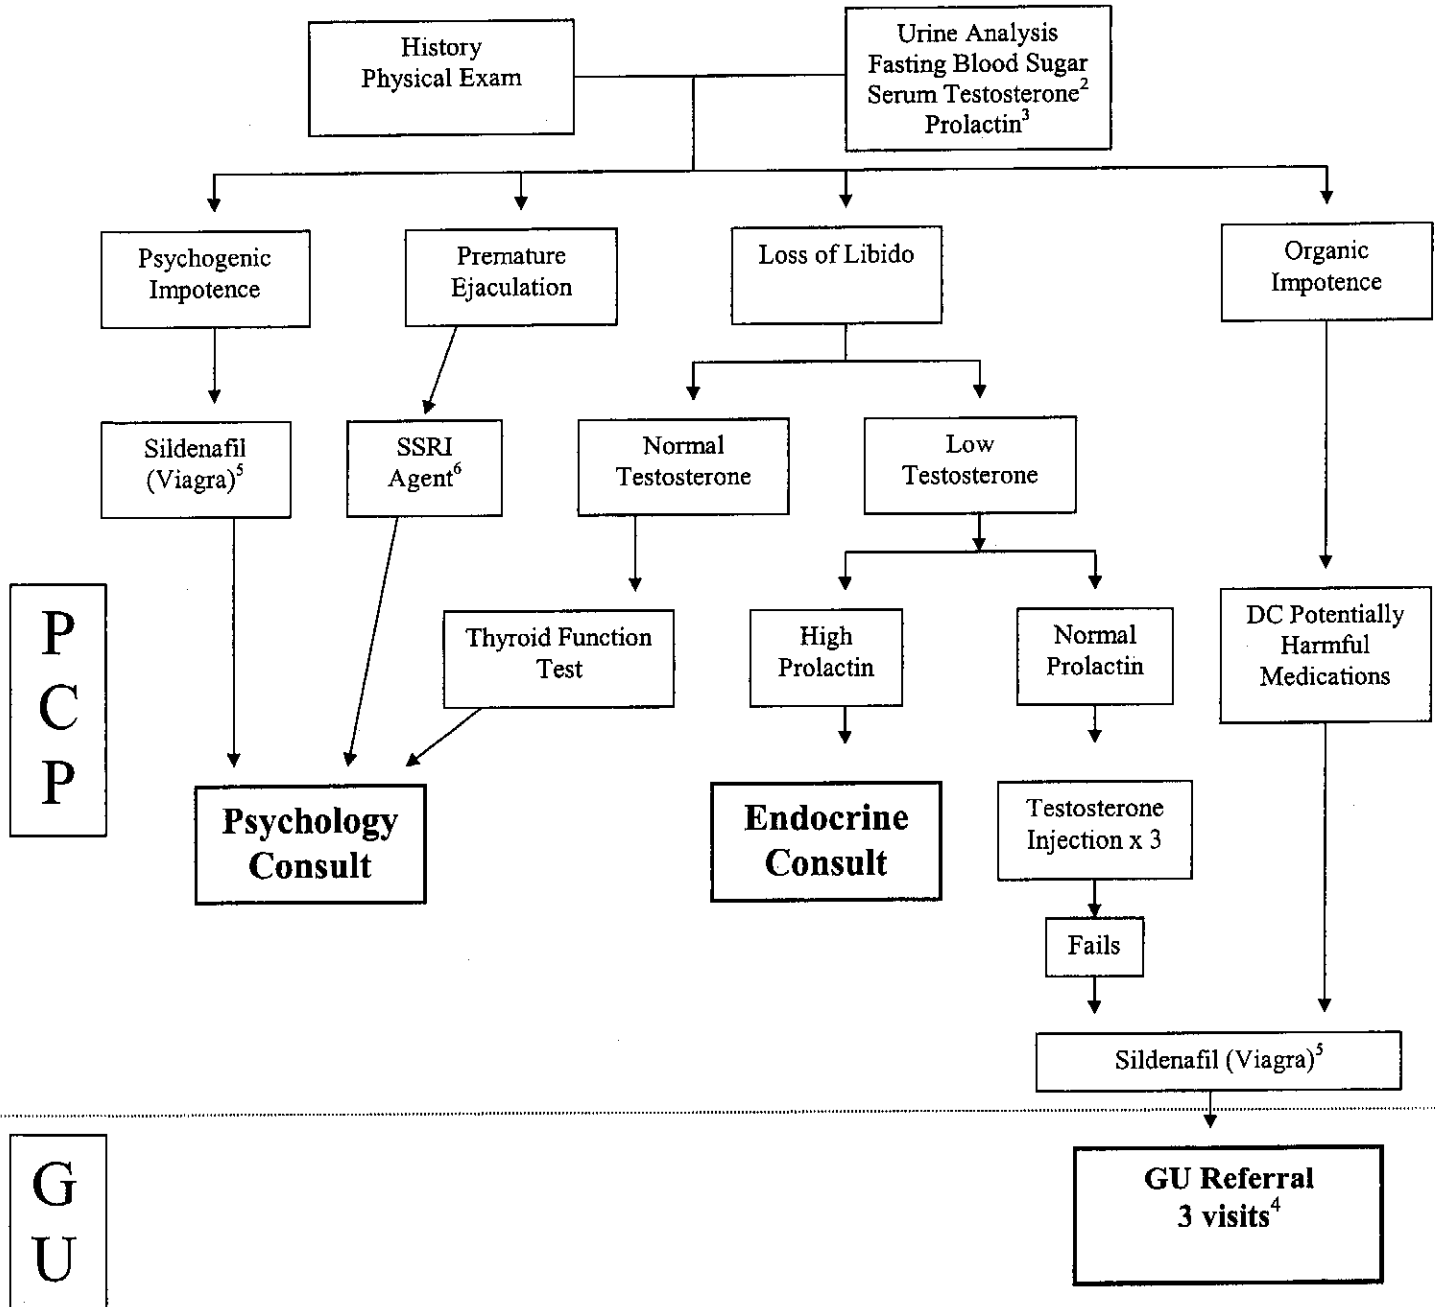 History
Physical Exam
Urine Analysis
Fasting Blood Sugar
Serum Testosterone²
Prolactin³
Psychogenic
Impotence
Premature
Ejaculation
Loss of Libido
Organic
Impotence
Sildenafil
(Viagra)⁵
SSRI
Agent⁶
Normal
Testosterone
Low
Testosterone
P
C
P
Thyroid Function
Test
High
Prolactin
Normal
Prolactin
DC Potentially
Harmful
Medications
Psychology
Consult
Endocrine
Consult
Testosterone
Injection x 3
Fails
Sildenafil (Viagra)⁵
G
U
GU Referral
3 visits⁴